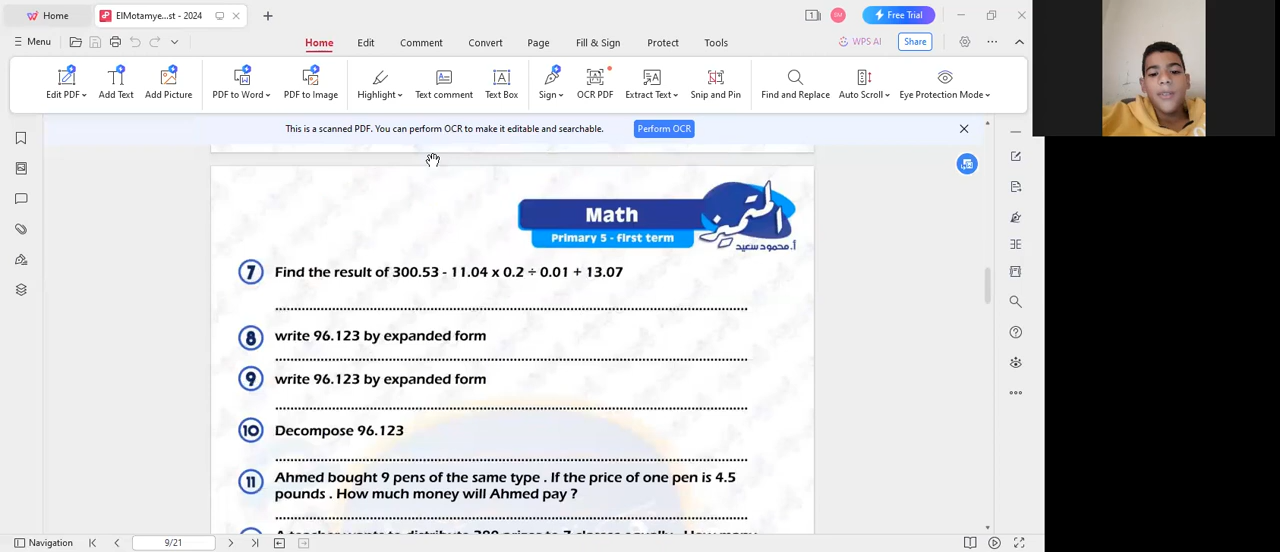 Home
ElMotamye...st - 2024
Free Trial
Menu
Home
Edit
Comment
Convert
Page
Fill & Sign
Protect
Tools
WPS AI
Share
Edit PDF
Add Text
Add Picture
PDF to Word
PDF to Image
Highlight
Text comment
Text Box
Sign
OCR PDF
Extract Text
Snip and Pin
Find and Replace
Auto Scroll
Eye Protection Mode
This is a scanned PDF. You can perform OCR to make it editable and searchable.
Perform OCR
Math
Primary 5 - first term
المتميز
أ. محمود سعيد
7 Find the result of 300.53 - 11.04 x 0.2 ÷ 0.01 + 13.07
8 write 96.123 by expanded form
9 write 96.123 by expanded form
10 Decompose 96.123
11 Ahmed bought 9 pens of the same type . If the price of one pen is 4.5
pounds . How much money will Ahmed pay ?
Navigation
9/21